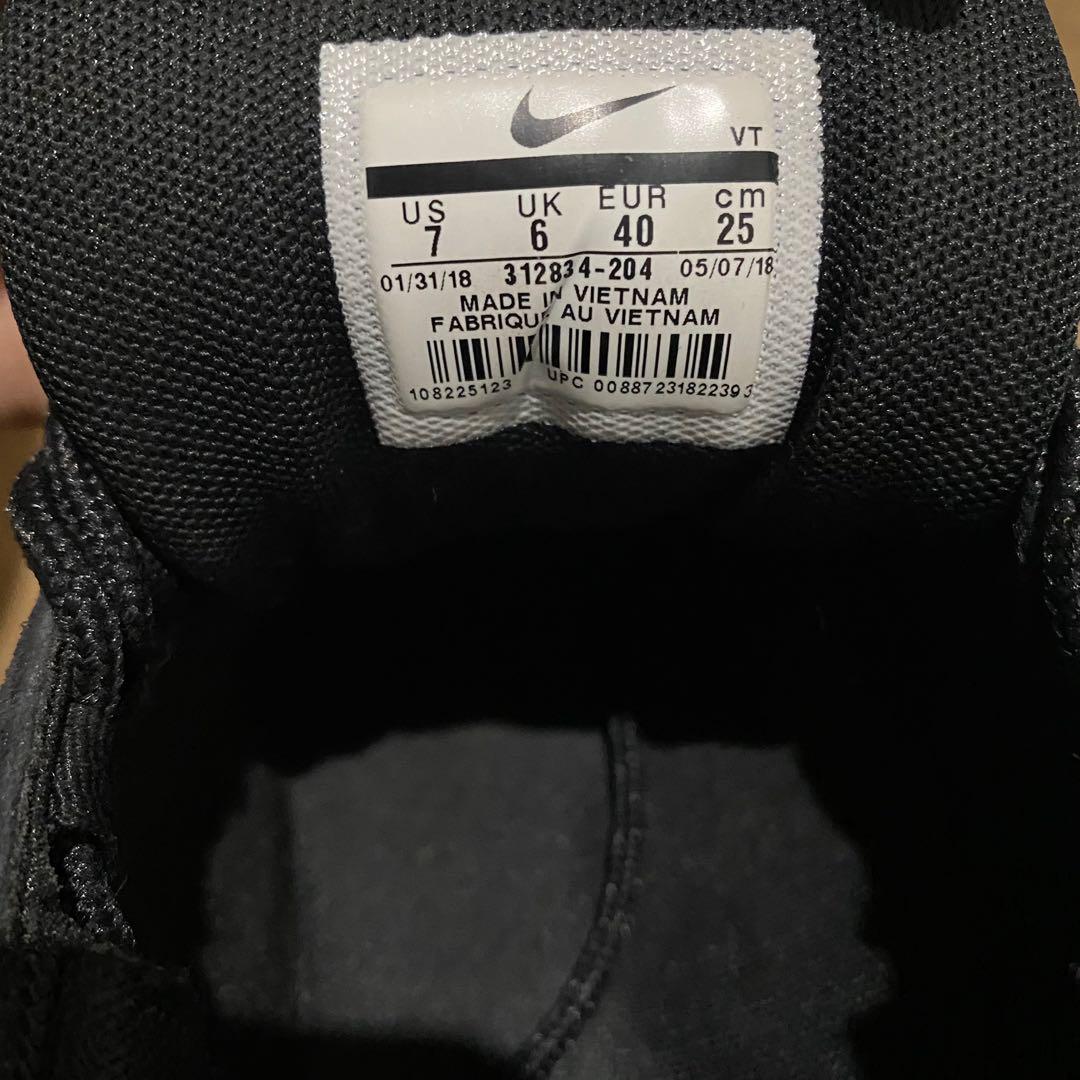 VT
US UK EUR cm
7 6 40 25
01/31/18 312834-204 05/07/18
MADE IN VIETNAM
FABRIQUE AU VIETNAM
108225123 UPC 00887231822393